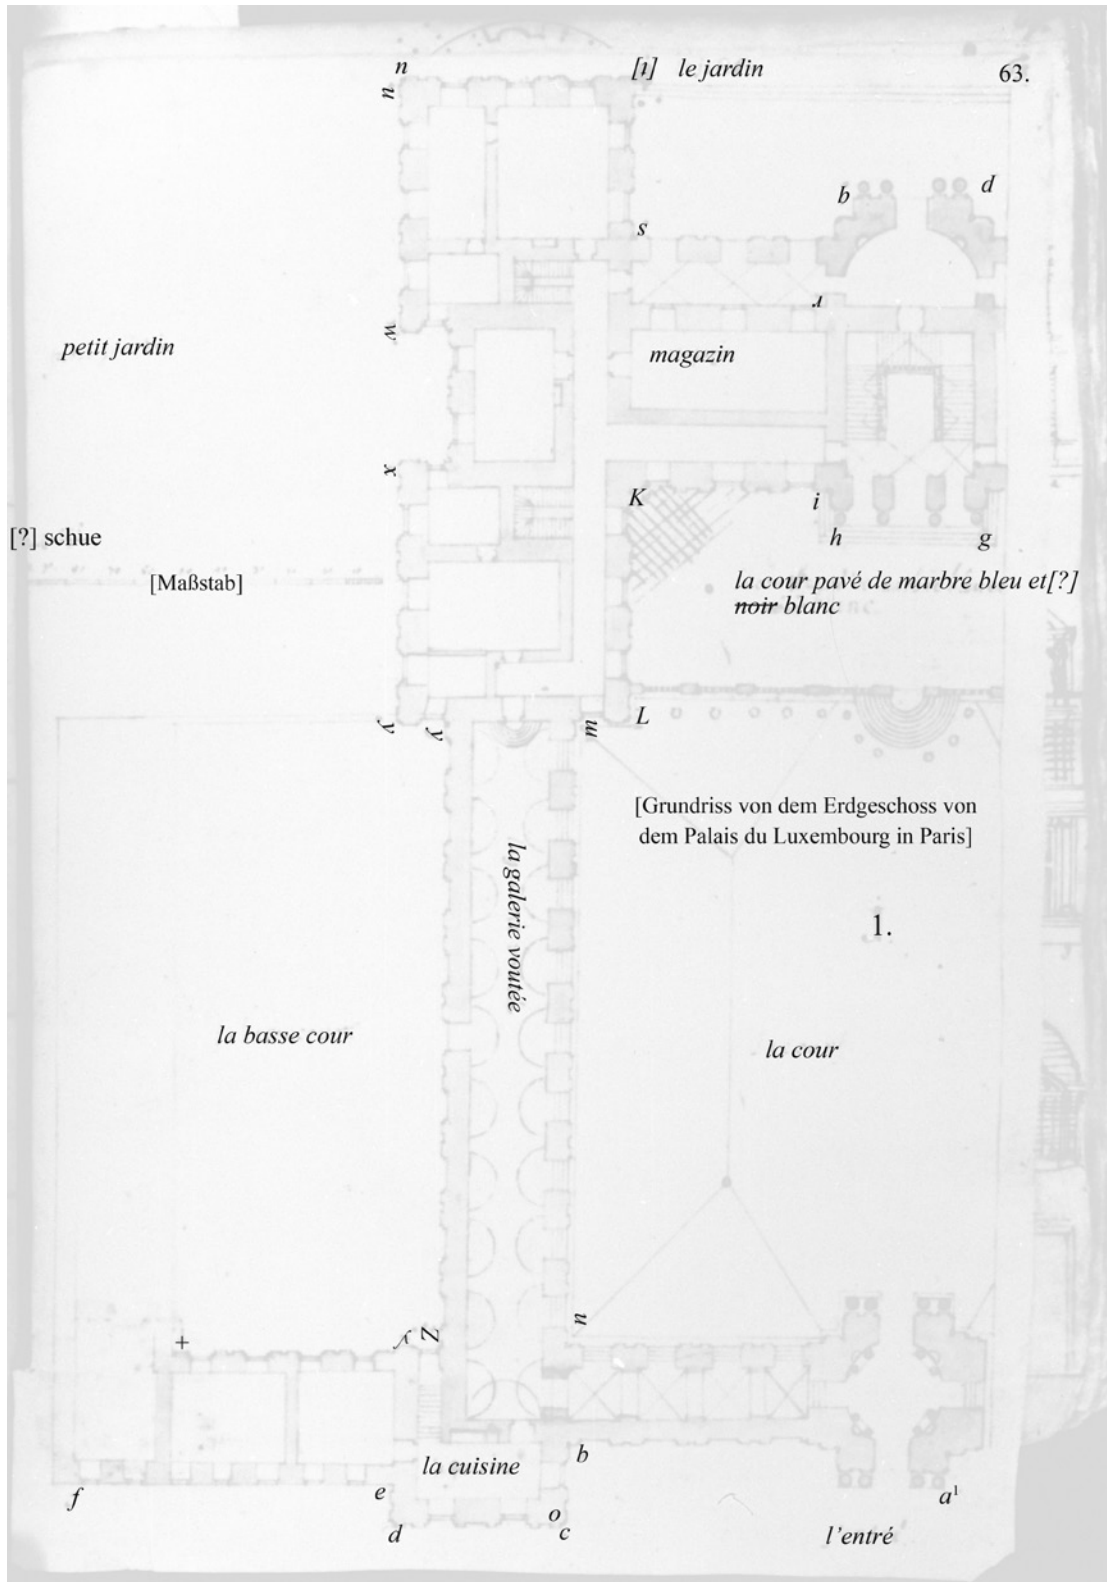 n
n
[ı] le jardin
63.
b
d
s
r
w
petit jardin
magazin
x
K
i
h
g
[?] schue
[Maßstab]
la cour pavé de marbre bleu et[?]
noir blanc
y
y
m
L
[Grundriss von dem Erdgeschoss von
dem Palais du Luxembourg in Paris]
la galerie voutée
1.
la basse cour
la cour
n
+
y
Z
b
la cuisine
f
e
d
o
c
a¹
l'entré